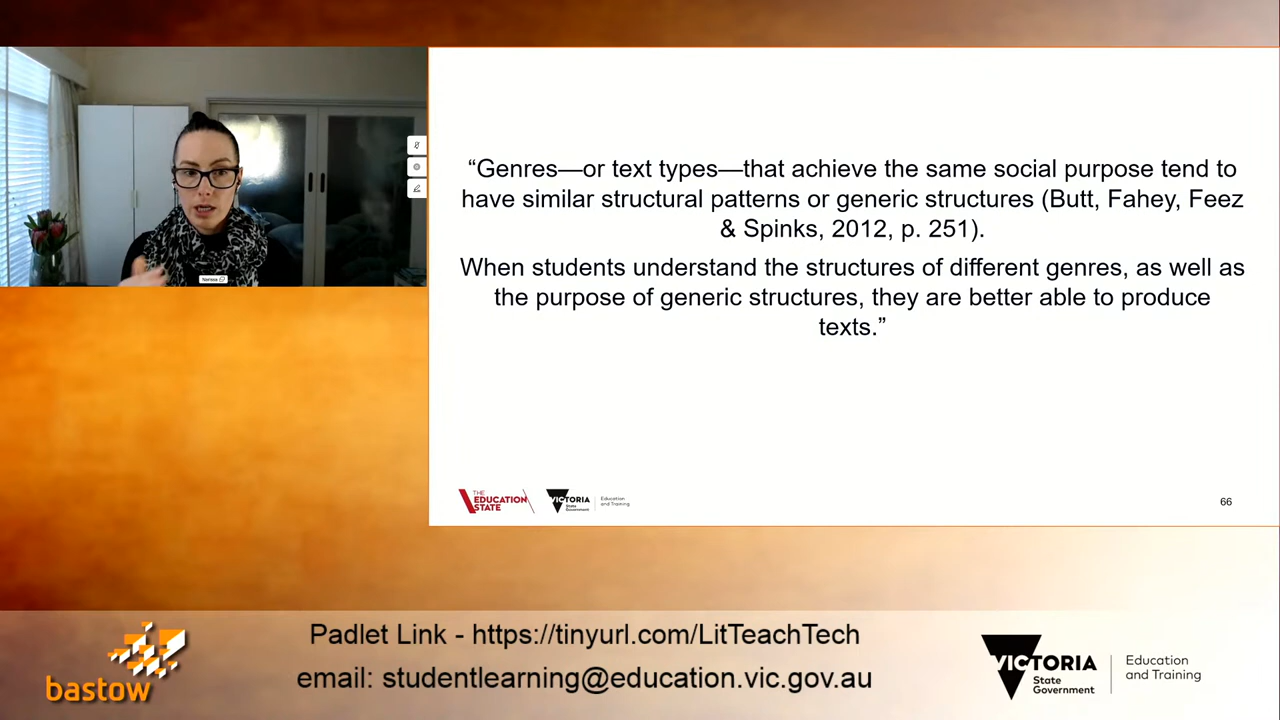 “Genres—or text types—that achieve the same social purpose tend to
have similar structural patterns or generic structures (Butt, Fahey, Feez
& Spinks, 2012, p. 251).
When students understand the structures of different genres, as well as
the purpose of generic structures, they are better able to produce
texts.”
THE
EDUCATION
STATE
VICTORIA
State
Government
Education
and Training
66
Nerissa
Padlet Link - https://tinyurl.com/LitTeachTech
email: studentlearning@education.vic.gov.au
bastow
VICTORIA
State
Government
Education
and Training